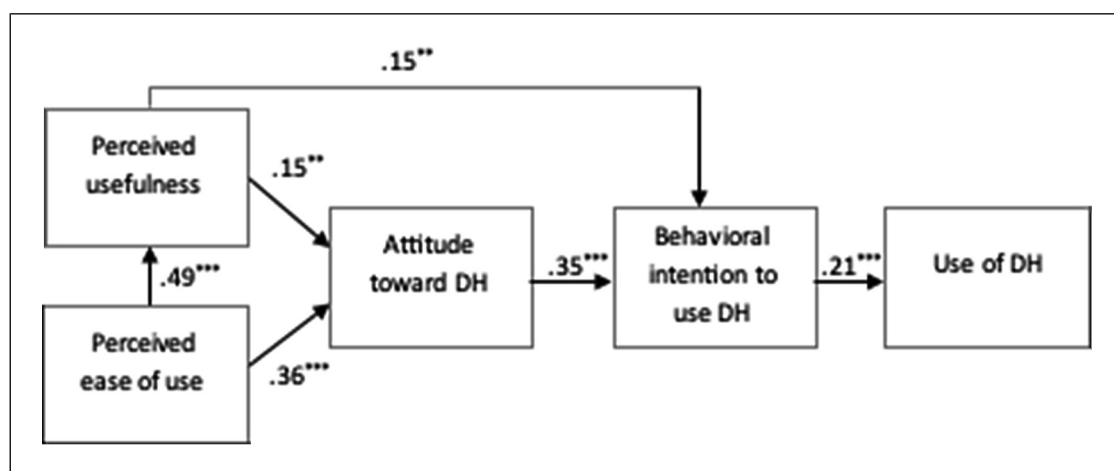 .15**
Perceived
usefulness
.15**
Attitude
toward DH
.35***
Behavioral
intention to
use DH
.21***
Use of DH
.49***
Perceived
ease of use
.36***